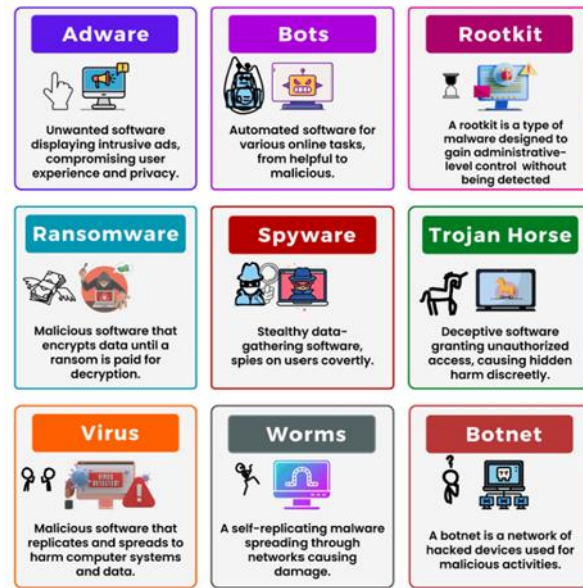 Adware
Unwanted software
displaying intrusive ads,
compromising user
experience and privacy.
Bots
Automated software for
various online tasks,
from helpful to
malicious.
Rootkit
A rootkit is a type of
malware designed to
gain administrative-
level control without
being detected
Ransomware
Malicious software that
encrypts data until a
ransom is paid for
decryption.
Spyware
Stealthy data-
gathering software,
spies on users covertly.
Trojan Horse
Deceptive software
granting unauthorized
access, causing hidden
harm discreetly.
Virus
VIRUS
DETECTED!
Malicious software that
replicates and spreads to
harm computer systems
and data.
Worms
A self-replicating malware
spreading through
networks causing
damage.
Botnet
A botnet is a network of
hacked devices used for
malicious activities.